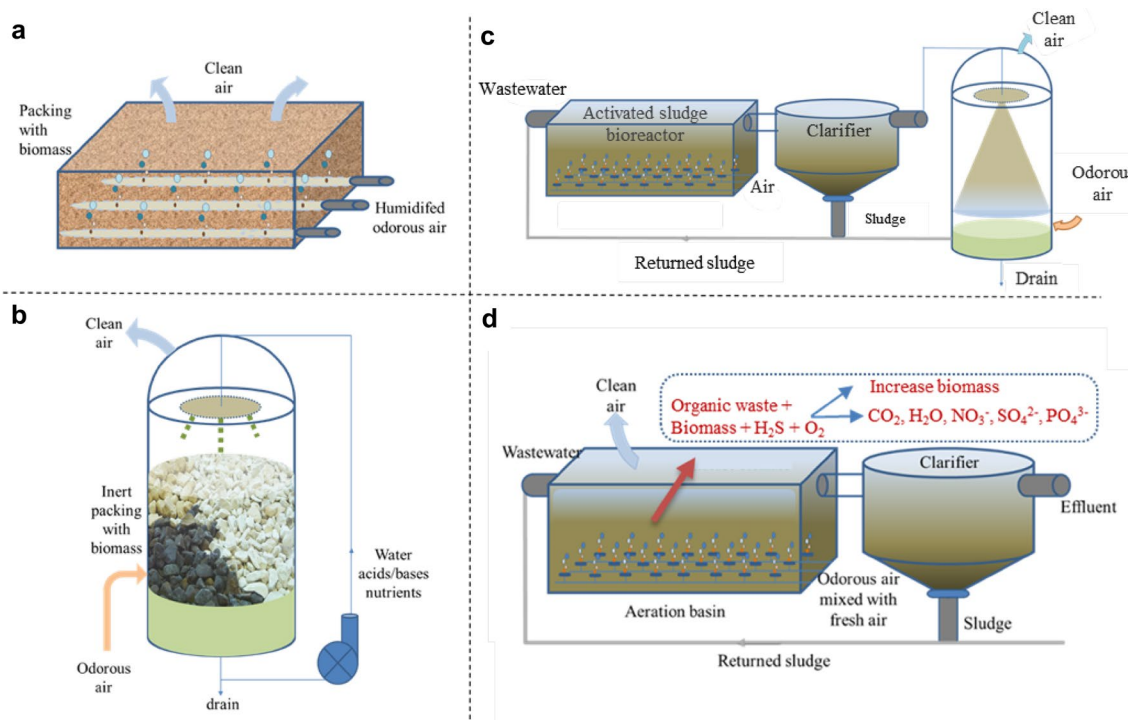 a
Clean
air
Packing
with
biomass
Humidifed
odorous air
b
Clean
air
Inert
packing
with
biomass
Water
acids/bases
nutrients
Odorous
air
drain
c
Clean
air
Wastewater
Activated sludge
bioreactor
Clarifier
Air
Odorous
air
Sludge
Returned sludge
Drain
d
Clean
air
Organic waste +
Biomass + H₂S + O₂
Increase biomass
CO₂, H₂O, NO₃⁻, SO₄²⁻, PO₄³⁻
Wastewater
Clarifier
Effluent
Odorous air
mixed with
fresh air
Aeration basin
Sludge
Returned sludge